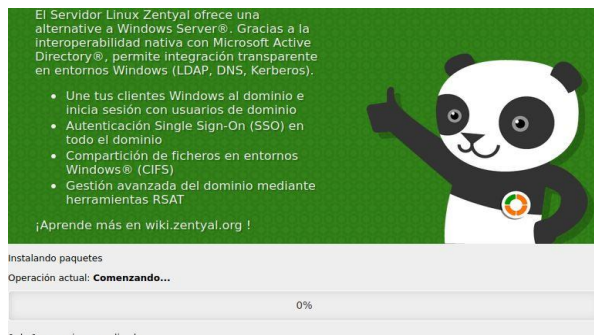 El Servidor Linux Zentyal ofrece una
alternative a Windows Server®. Gracias a la
interoperabilidad nativa con Microsoft Active
Directory®, permite integración transparente
en entornos Windows (LDAP, DNS, Kerberos).
• Une tus clientes Windows al dominio e
inicia sesión con usuarios de dominio
• Autenticación Single Sign-On (SSO) en
todo el dominio
• Compartición de ficheros en entornos
Windows® (CIFS)
• Gestión avanzada del dominio mediante
herramientas RSAT
¡Aprende más en wiki.zentyal.org !
Instalando paquetes
Operación actual: Comenzando...
0%